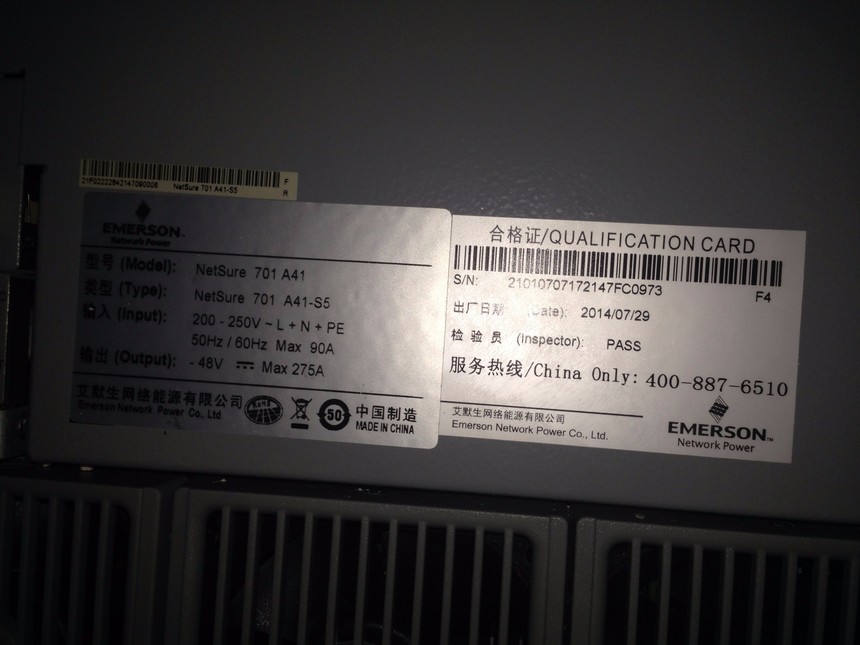 21F02222642147090006 NetSure 701 A41-S5
F
R
EMERSON™
Network Power
型号 (Model): NetSure 701 A41
类型 (Type): NetSure 701 A41-S5
输入 (Input): 200 - 250V ~ L + N + PE
50Hz / 60Hz Max 90A
输出 (Output): - 48V ⎓ Max 275A
艾默生网络能源有限公司
Emerson Network Power Co., Ltd
50
中国制造
MADE IN CHINA
合格证/QUALIFICATION CARD
S/N: 21010707172147FC0973
F4
出厂日期 (Date): 2014/07/29
检 验 员 (Inspector): PASS
服务热线/China Only: 400-887-6510
艾默生网络能源有限公司
Emerson Network Power Co., Ltd.
EMERSON™
Network Power